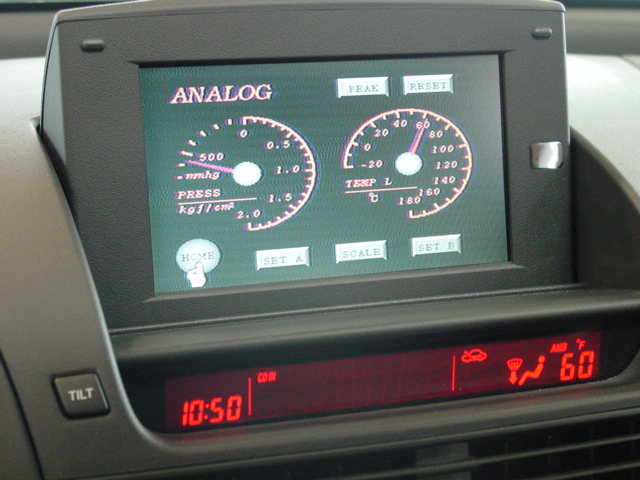 ANALOG
PEAK RESET
0
500 0.5
mmhg 1.0
PRESS 1.5
kgf/cm² 2.0
-20 0 20 40 60 80 100 120 140 160 180
TEMP L
°C
HOME SET A SCALE SET B
TILT
10:50 CD IN AMB °F 60